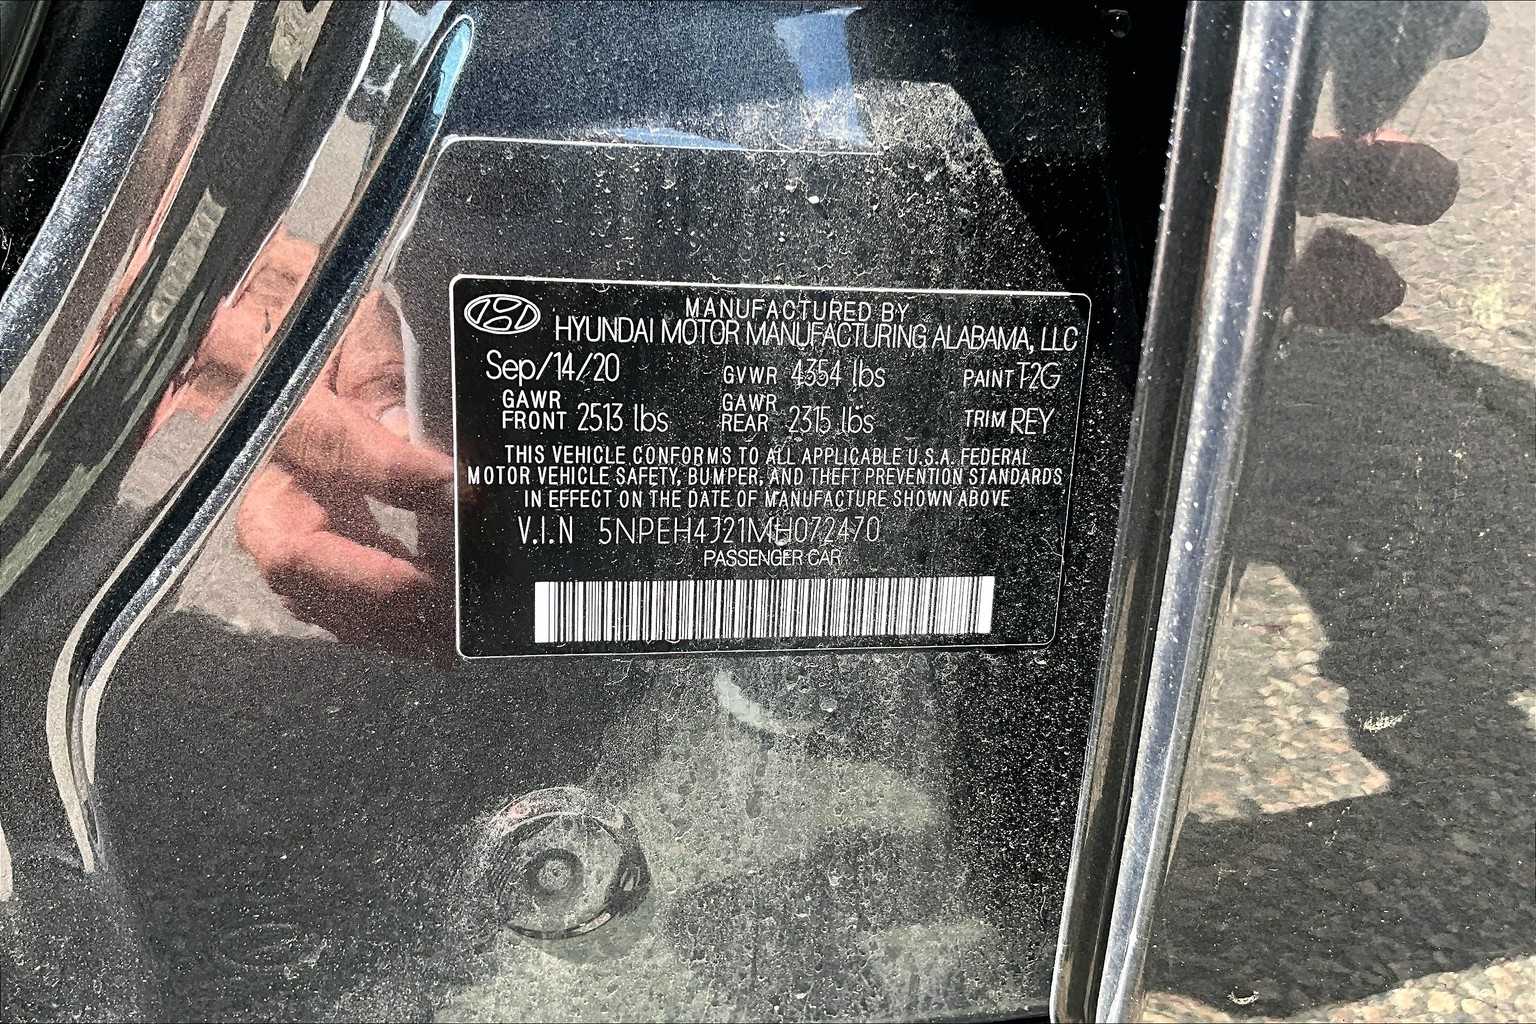 MANUFACTURED BY
HYUNDAI MOTOR MANUFACTURING ALABAMA, LLC
Sep/14/20 GVWR 4354 lbs PAINT T2G
GAWR FRONT 2513 lbs GAWR REAR 2315 lbs TRIM REY
THIS VEHICLE CONFORMS TO ALL APPLICABLE U.S.A. FEDERAL
MOTOR VEHICLE SAFETY, BUMPER, AND THEFT PREVENTION STANDARDS
IN EFFECT ON THE DATE OF MANUFACTURE SHOWN ABOVE
V.I.N 5NPEH4J21MH072470
PASSENGER CAR